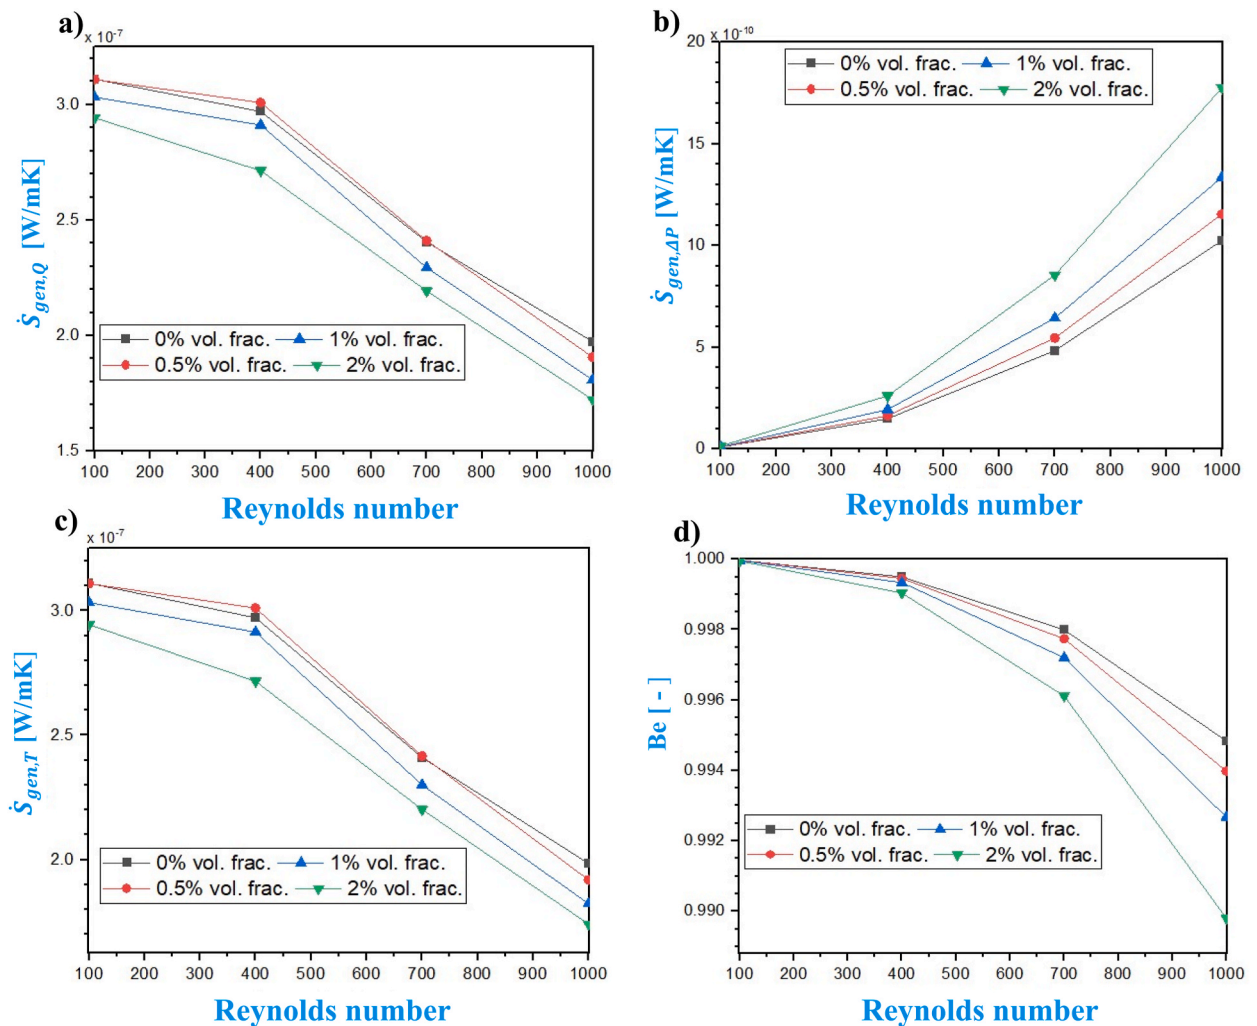 a)
x 10^-7
3.0
2.5
2.0
1.5
Ṡ_gen,Q [W/mK]
0% vol. frac. 1% vol. frac.
0.5% vol. frac. 2% vol. frac.
100 200 300 400 500 600 700 800 900 1000
Reynolds number
b)
x 10^-10
20
15
10
5
0
Ṡ_gen,ΔP [W/mK]
0% vol. frac. 1% vol. frac.
0.5% vol. frac. 2% vol. frac.
100 200 300 400 500 600 700 800 900 1000
Reynolds number
c)
x 10^-7
3.0
2.5
2.0
Ṡ_gen,T [W/mK]
0% vol. frac. 1% vol. frac.
0.5% vol. frac. 2% vol. frac.
100 200 300 400 500 600 700 800 900 1000
Reynolds number
d)
1.000
0.998
0.996
0.994
0.992
0.990
Be [ - ]
0% vol. frac. 1% vol. frac.
0.5% vol. frac. 2% vol. frac.
100 200 300 400 500 600 700 800 900 1000
Reynolds number